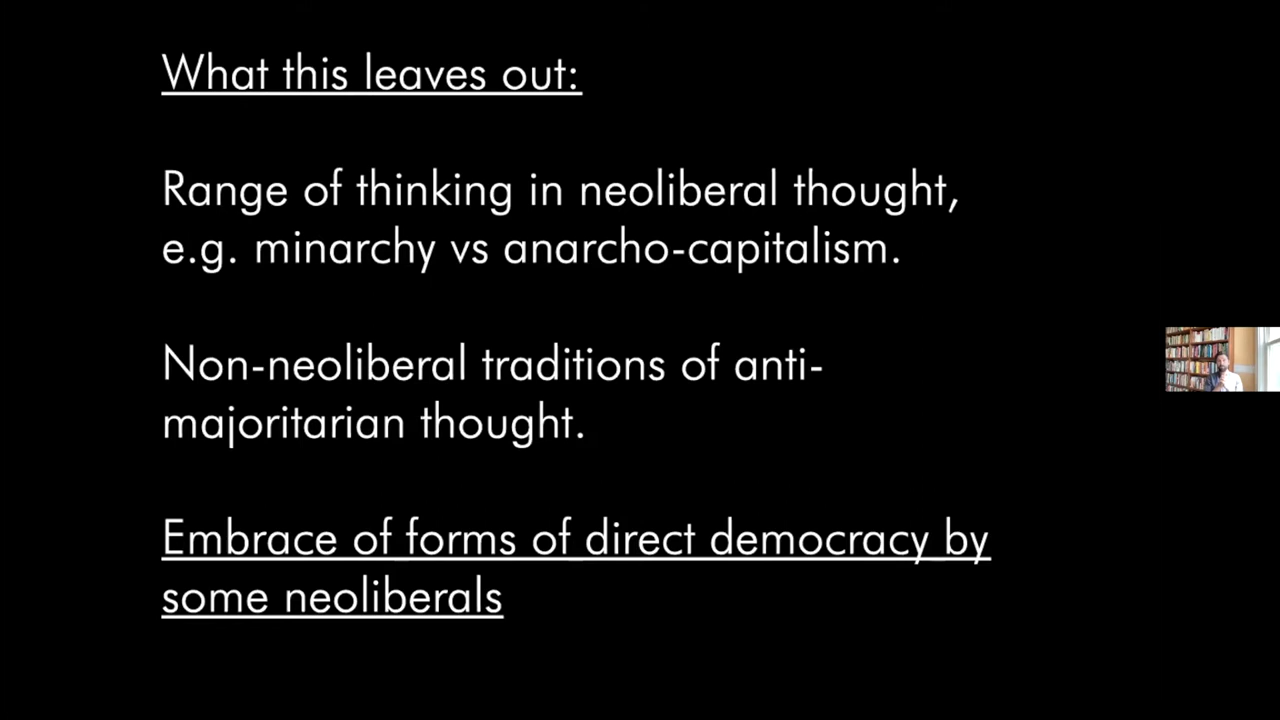 What this leaves out:
Range of thinking in neoliberal thought,
e.g. minarchy vs anarcho-capitalism.
Non-neoliberal traditions of anti-
majoritarian thought.
Embrace of forms of direct democracy by
some neoliberals